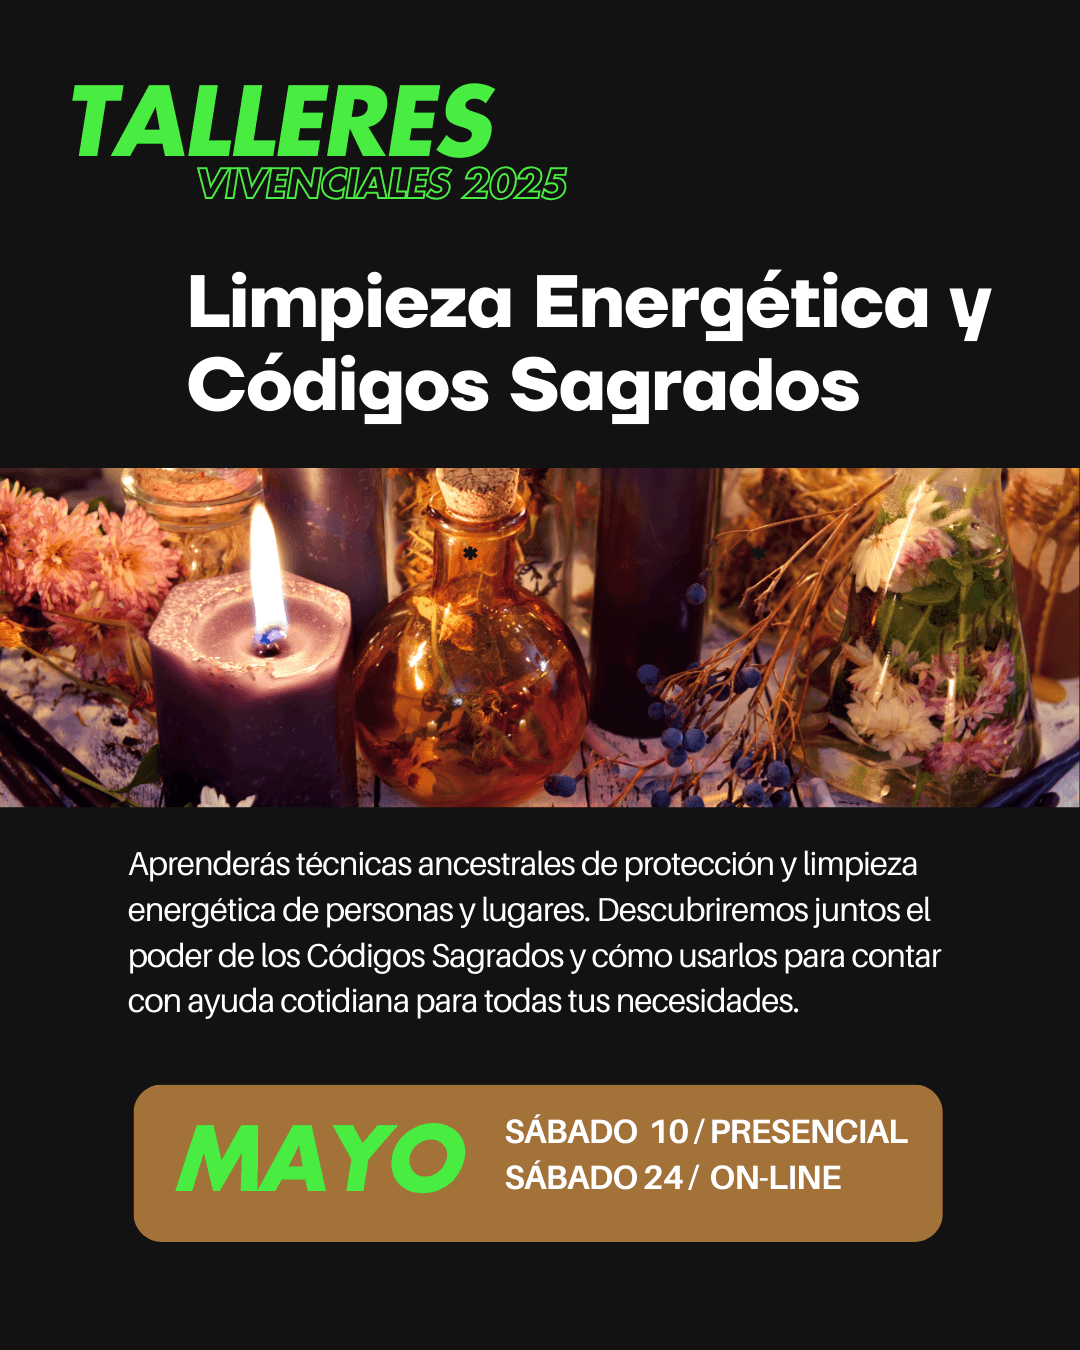 TALLERES
VIVENCIALES 2025
Limpieza Energética y
Códigos Sagrados
Aprenderás técnicas ancestrales de protección y limpieza
energética de personas y lugares. Descubriremos juntos el
poder de los Códigos Sagrados y cómo usarlos para contar
con ayuda cotidiana para todas tus necesidades.
MAYO
SÁBADO 10 / PRESENCIAL
SÁBADO 24 / ON-LINE